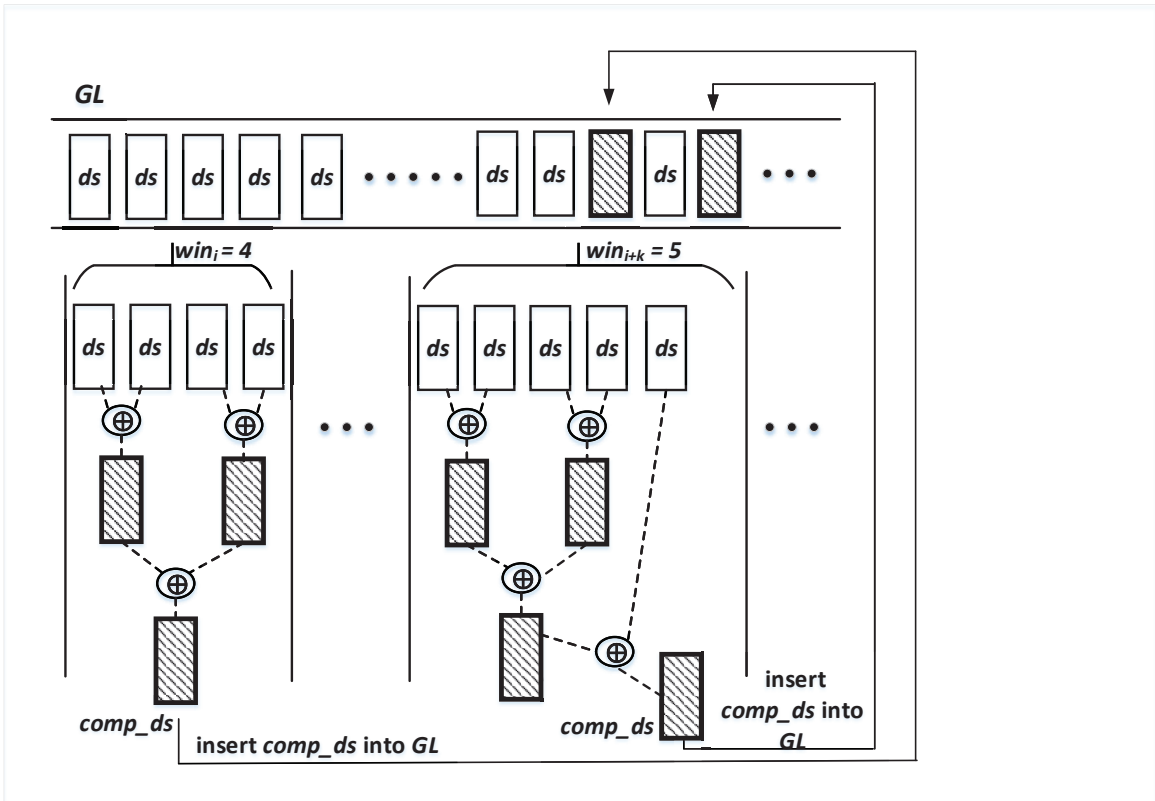 GL
ds ds ds ds ds ds ds ds
win_i = 4 win_{i+k} = 5
ds ds ds ds ds ds ds ds ds
⊕ ⊕ ⊕ ⊕
⊕ ⊕
⊕
insert
comp_ds comp_ds comp_ds into
insert comp_ds into GL GL